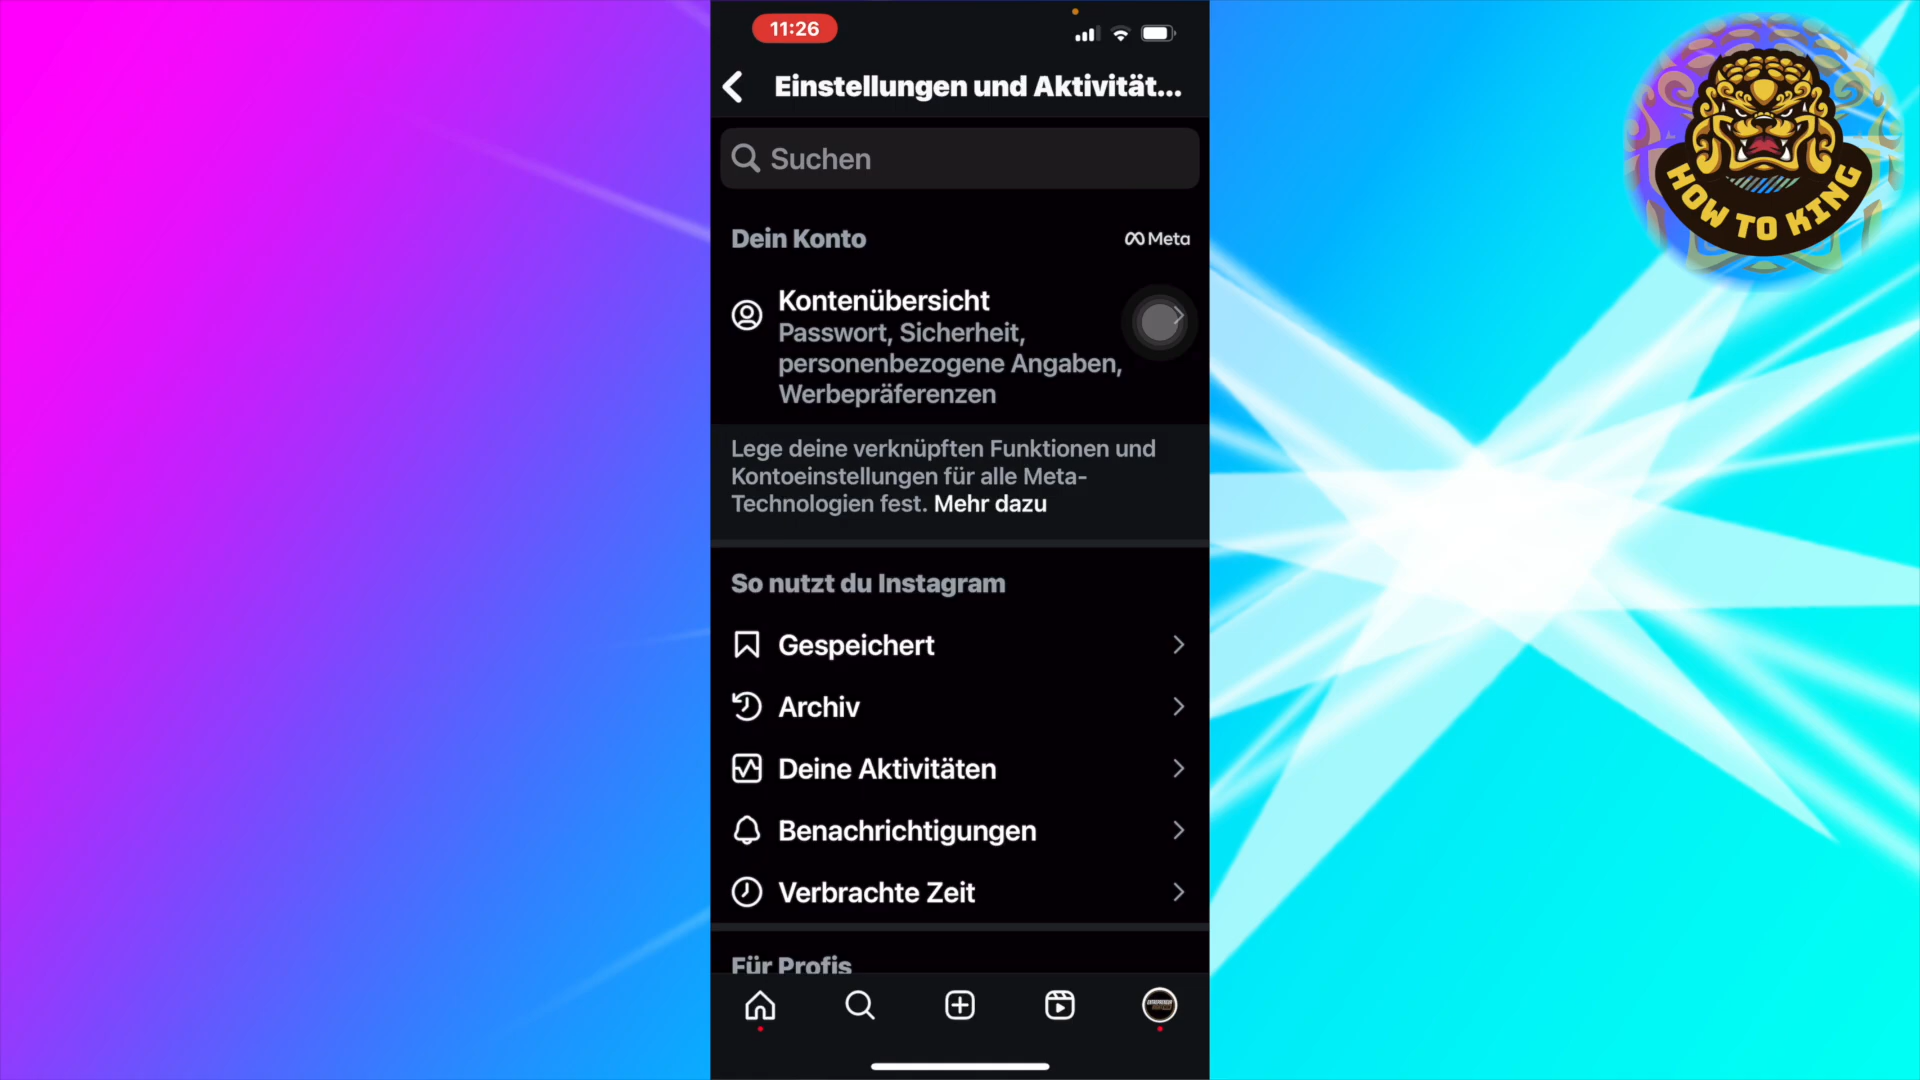 11:26
Einstellungen und Aktivität...
Suchen
Dein Konto
Meta
Kontenübersicht
Passwort, Sicherheit,
personenbezogene Angaben,
Werbepräferenzen
Lege deine verknüpften Funktionen und
Kontoeinstellungen für alle Meta-
Technologien fest. Mehr dazu
So nutzt du Instagram
Gespeichert
Archiv
Deine Aktivitäten
Benachrichtigungen
Verbrachte Zeit
Für Profis
HOW TO KING